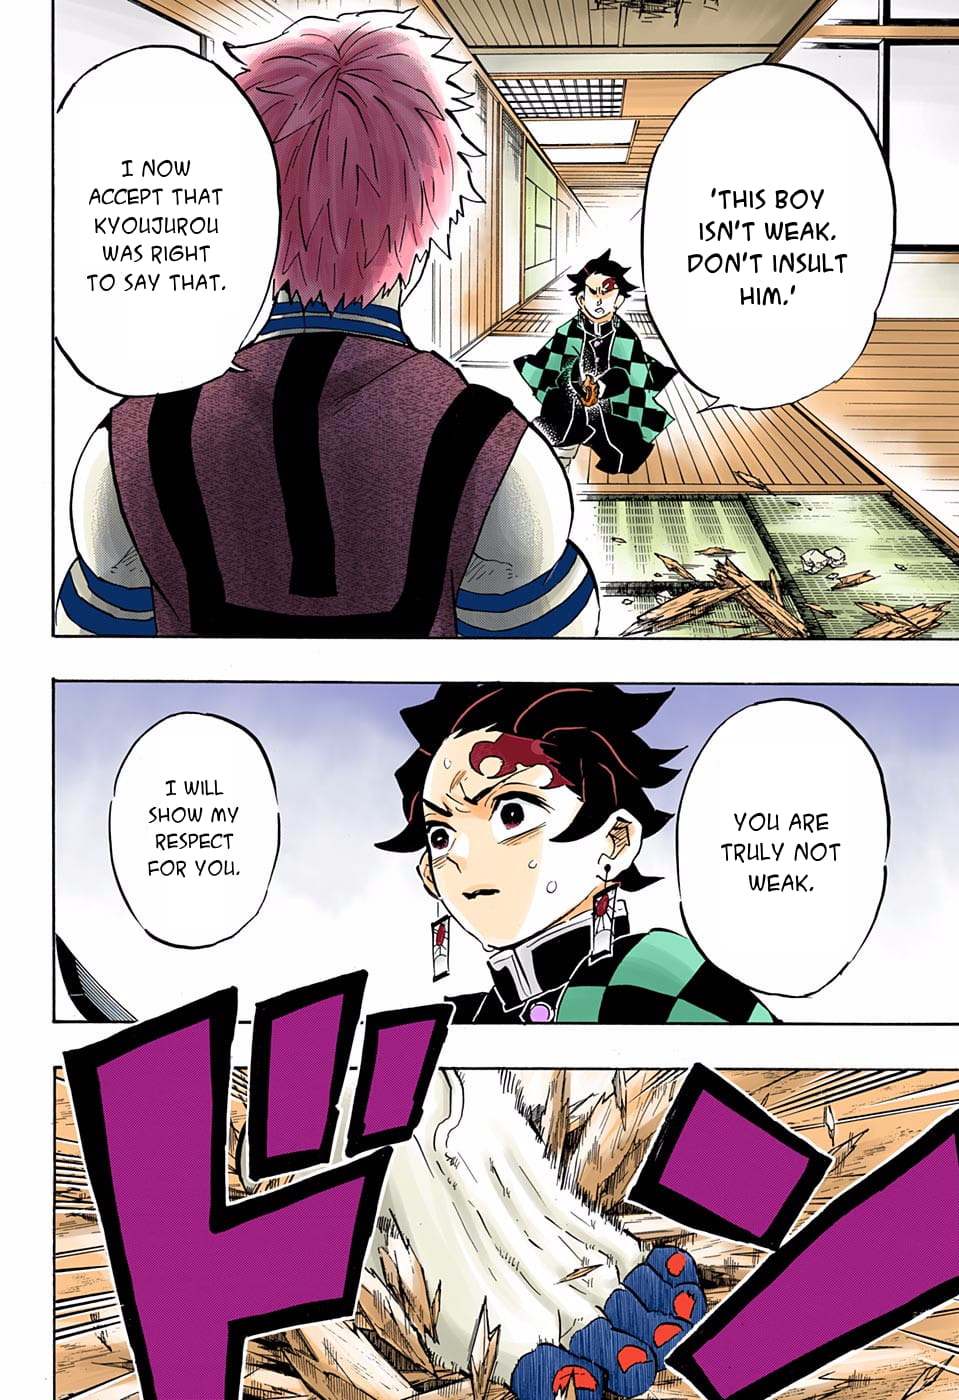 'THIS BOY
ISN'T WEAK.
DON'T INSULT
HIM.'
I NOW
ACCEPT THAT
KYOUJUROU
WAS RIGHT
TO SAY THAT.
YOU ARE
TRULY NOT
WEAK.
I WILL
SHOW MY
RESPECT
FOR YOU.
ドン